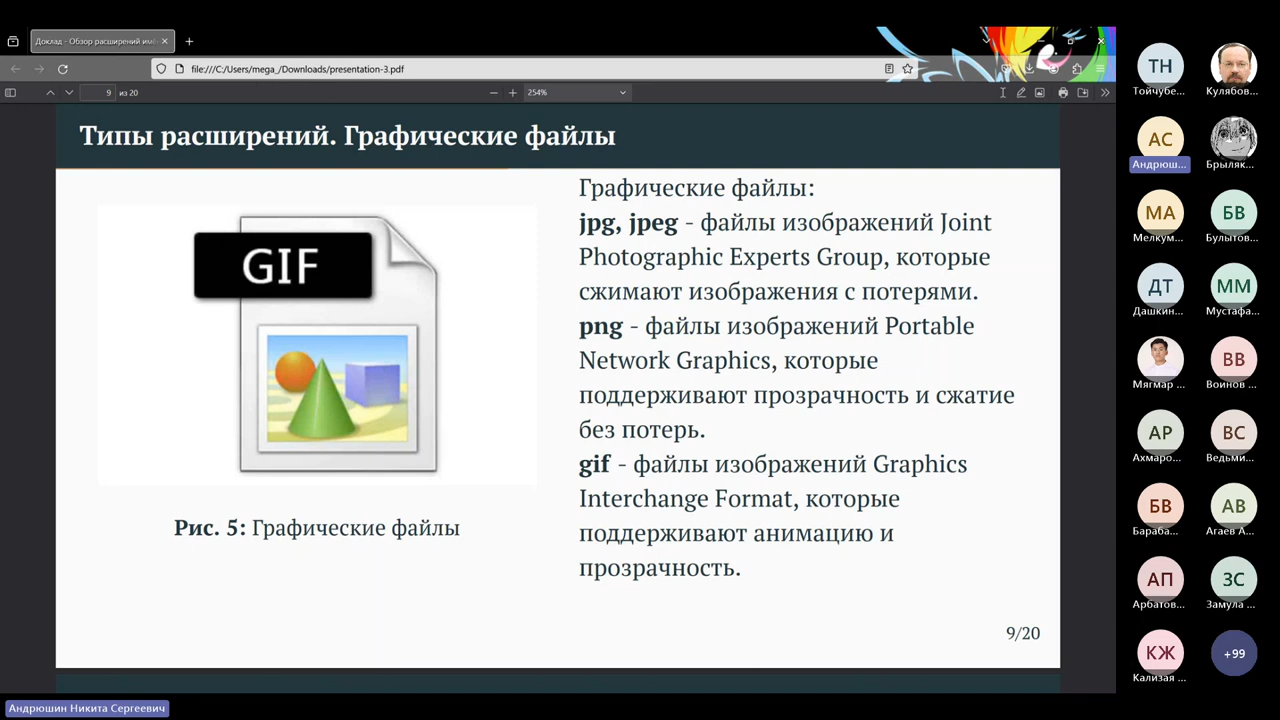 Доклад - Обзор расширений им
file:///C:/Users/mega_/Downloads/presentation-3.pdf
9 из 20
254%
Типы расширений. Графические файлы
GIF
Рис. 5: Графические файлы
Графические файлы:
jpg, jpeg - файлы изображений Joint
Photographic Experts Group, которые
сжимают изображения с потерями.
png - файлы изображений Portable
Network Graphics, которые
поддерживают прозрачность и сжатие
без потерь.
gif - файлы изображений Graphics
Interchange Format, которые
поддерживают анимацию и
прозрачность.
9/20
ТН
Тойчубе...
Кулябов...
АС
Андрюш...
Брыляк...
МА
Мелкум...
БВ
Булытов...
ДТ
Дашкин...
ММ
Мустафа...
Мягмар ...
ВВ
Воинов ...
АР
Ахмаро...
ВС
Ведьми...
БВ
Бараба...
АВ
Агаев А...
АП
Арбатов...
ЗС
Замула ...
КЖ
Кализая ...
+99
Андрюшин Никита Сергеевич